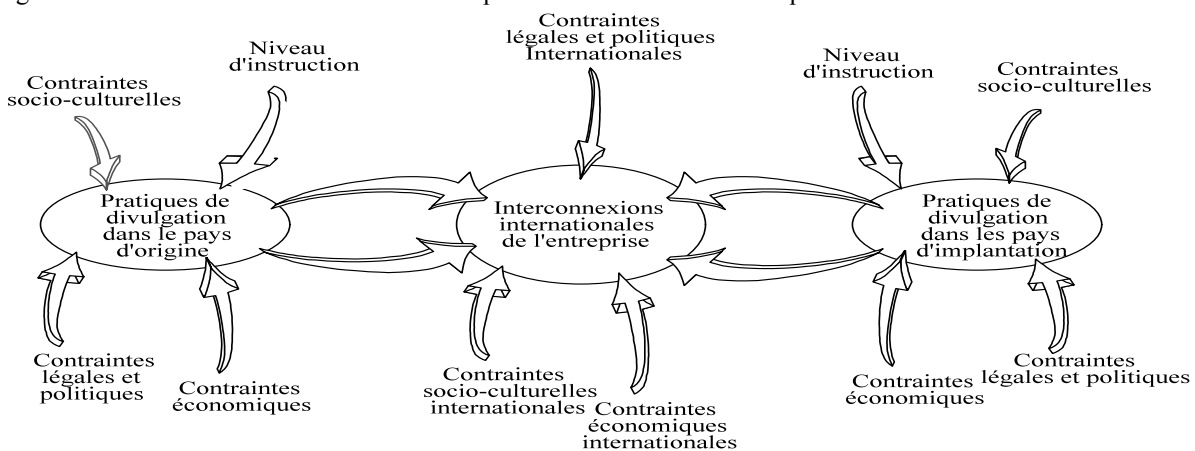 Contraintes
légales et politiques
Internationales
Niveau
d'instruction
Contraintes
socio-culturelles
Niveau
d'instruction
Contraintes
socio-culturelles
Pratiques de
divulgation
dans le pays
d'origine
Interconnexions
internationales
de l'entreprise
Pratiques de
divulgation
dans les pays
d'implantation
Contraintes
légales et
politiques
Contraintes
économiques
Contraintes
socio-culturelles
internationales
Contraintes
économiques
internationales
Contraintes
économiques
Contraintes
légales et politiques